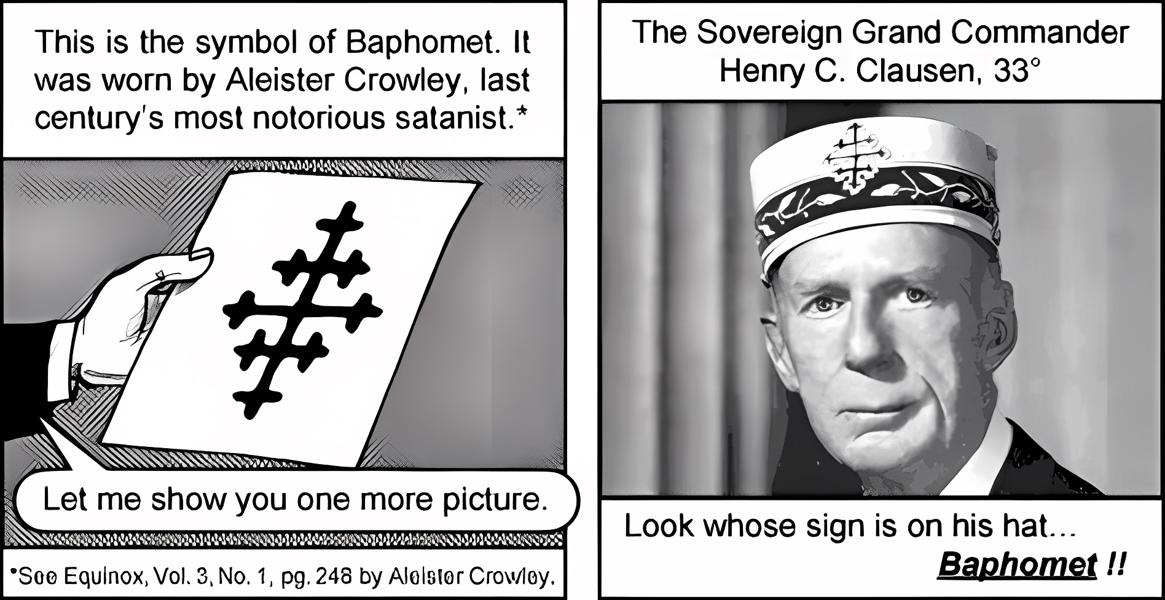 This is the symbol of Baphomet. It
was worn by Aleister Crowley, last
century's most notorious satanist.*
Let me show you one more picture.
*See Equinox, Vol. 3, No. 1, pg. 248 by Aleister Crowley.
The Sovereign Grand Commander
Henry C. Clausen, 33°
Look whose sign is on his hat...
Baphomet !!